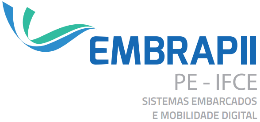 EMBRAPII
PE - IFCE
SISTEMAS EMBARCADOS
E MOBILIDADE DIGITAL